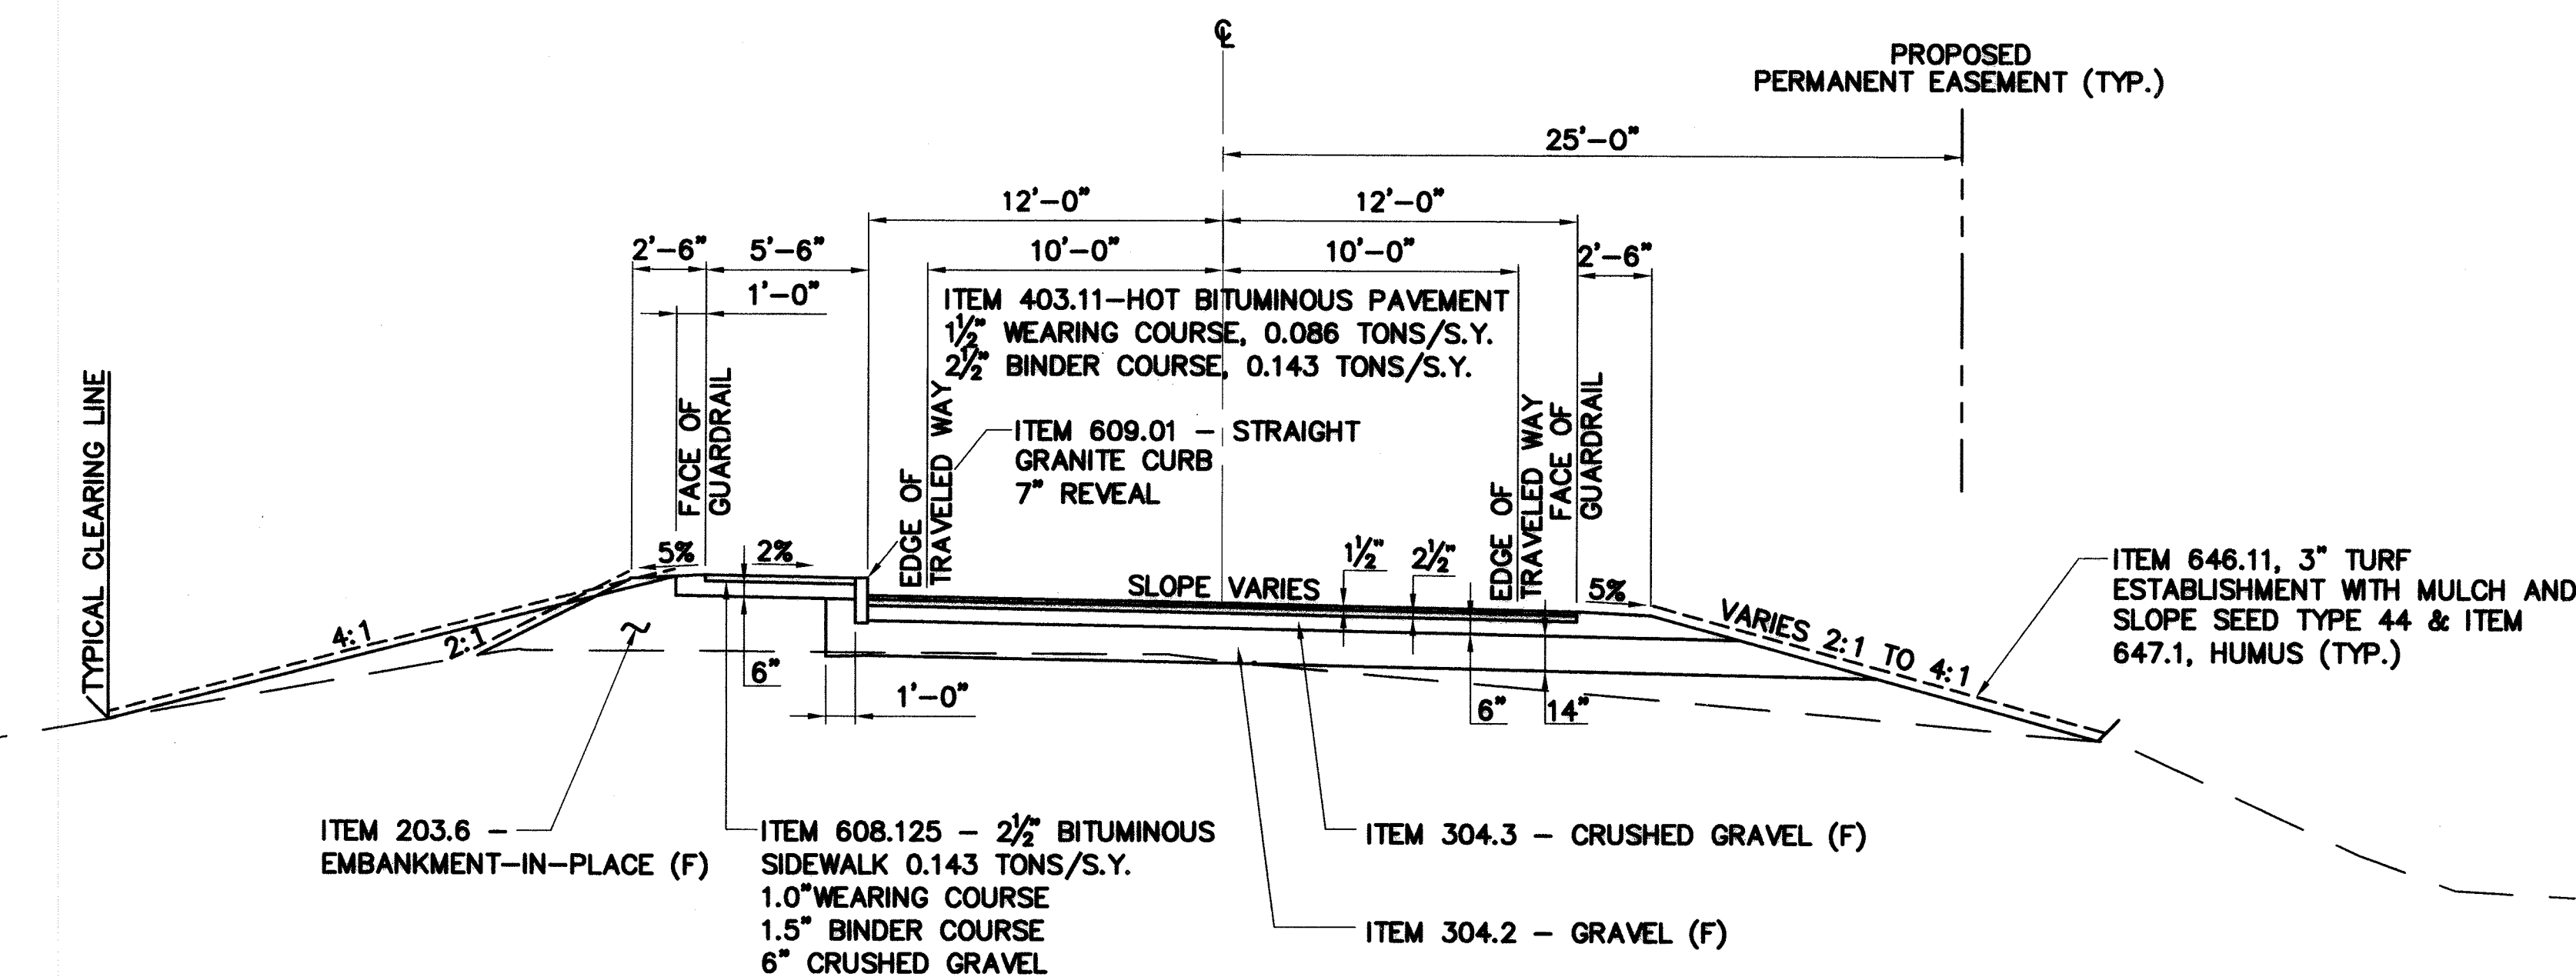 ℄
PROPOSED
PERMANENT EASEMENT (TYP.)
25'-0"
12'-0"
12'-0"
2'-6"
5'-6"
10'-0"
10'-0"
2'-6"
1'-0"
ITEM 403.11-HOT BITUMINOUS PAVEMENT
1½" WEARING COURSE, 0.086 TONS/S.Y.
2½" BINDER COURSE, 0.143 TONS/S.Y.
TYPICAL CLEARING LINE
FACE OF
GUARDRAIL
EDGE OF
TRAVELED WAY
ITEM 609.01 - STRAIGHT
GRANITE CURB
7" REVEAL
EDGE OF
TRAVELED WAY
FACE OF
GUARDRAIL
5%
2%
SLOPE VARIES
1½"
2½"
5%
VARIES 2:1 TO 4:1
ITEM 646.11, 3" TURF
ESTABLISHMENT WITH MULCH AND
SLOPE SEED TYPE 44 & ITEM
647.1, HUMUS (TYP.)
4:1
2:1
6"
1'-0"
6"
14"
ITEM 203.6 -
EMBANKMENT-IN-PLACE (F)
ITEM 608.125 - 2½" BITUMINOUS
SIDEWALK 0.143 TONS/S.Y.
1.0"WEARING COURSE
1.5" BINDER COURSE
6" CRUSHED GRAVEL
ITEM 304.3 - CRUSHED GRAVEL (F)
ITEM 304.2 - GRAVEL (F)